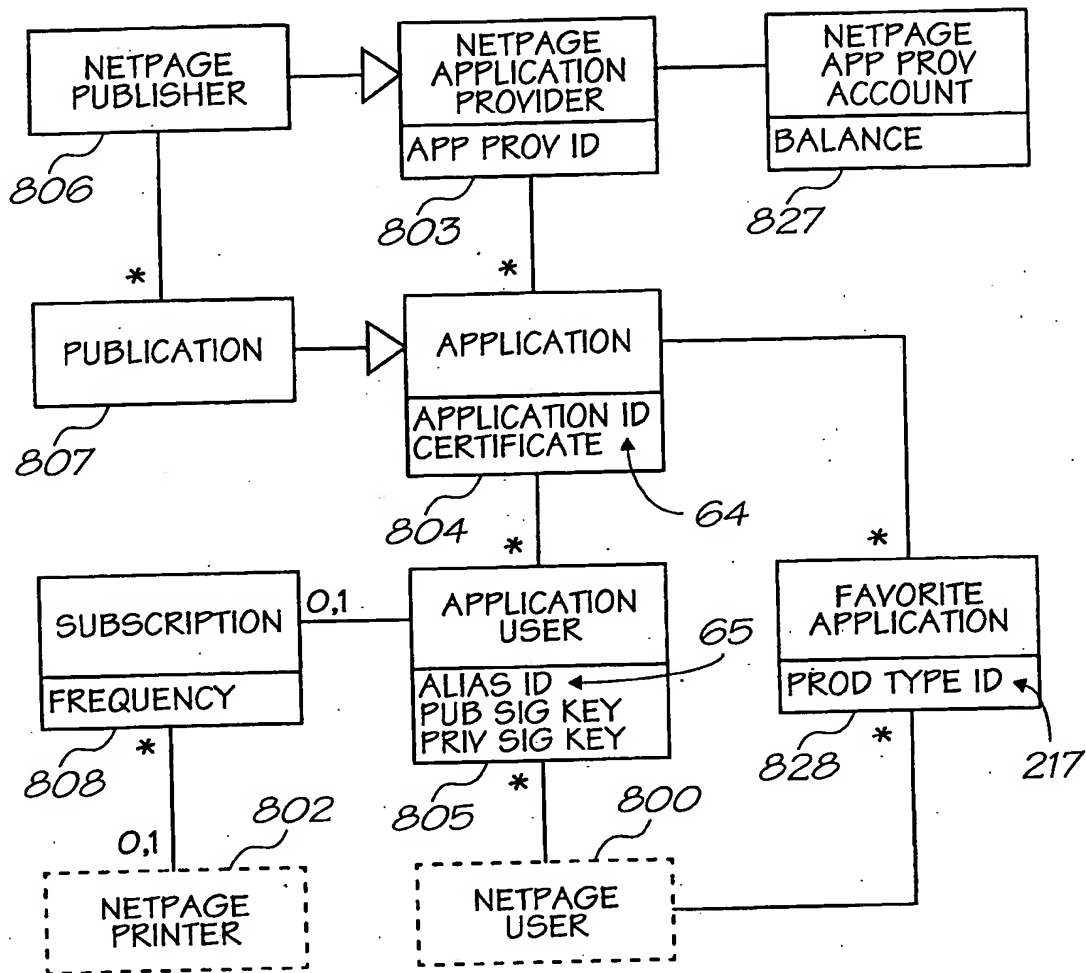 NETPAGE
PUBLISHER
806
NETPAGE
APPLICATION
PROVIDER
APP PROV ID
803
NETPAGE
APP PROV
ACCOUNT
BALANCE
827
*
*
PUBLICATION
807
APPLICATION
APPLICATION ID
CERTIFICATE
804
64
*
*
SUBSCRIPTION
FREQUENCY
808
0,1
APPLICATION
USER
ALIAS ID
PUB SIG KEY
PRIV SIG KEY
805
65
FAVORITE
APPLICATION
PROD TYPE ID
828
217
*
*
*
0,1
802
NETPAGE
PRINTER
800
NETPAGE
USER